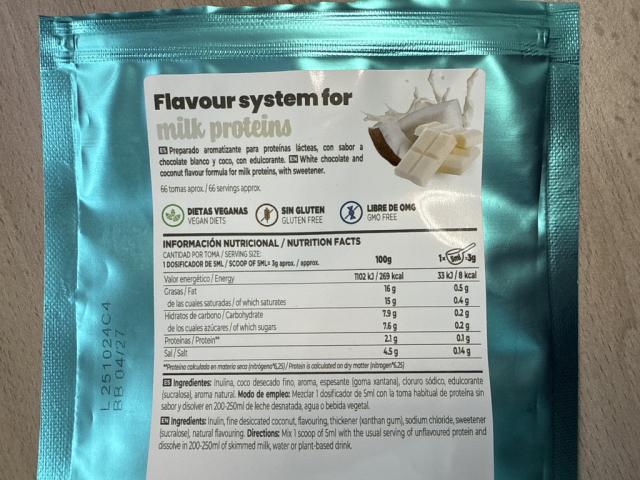 Flavour system for
milk proteins
ES Preparado aromatizante para proteínas lácteas, con sabor a
chocolate blanco y coco, con edulcorante. EN White chocolate and
coconut flavour formula for milk proteins, with sweetener.
66 tomas aprox. / 66 servings approx.
DIETAS VEGANAS
VEGAN DIETS
SIN GLUTEN
GLUTEN FREE
LIBRE DE OMG
GMO FREE
INFORMACIÓN NUTRICIONAL / NUTRITION FACTS
CANTIDAD POR TOMA / SERVING SIZE:
1 DOSIFICADOR DE 5ML / SCOOP OF 5ML= 3g aprox. / approx. 100g 1× 5ml =3g
Valor energético / Energy 1102 kJ / 269 kcal 33 kJ / 8 kcal
Grasas / Fat 16 g 0.5 g
de las cuales saturadas / of which saturates 15 g 0.4 g
Hidratos de carbono / Carbohydrate 7.9 g 0.2 g
de los cuales azúcares / of which sugars 7.6 g 0.2 g
Proteínas / Protein** 2.1 g 0.1 g
Sal / Salt 4.5 g 0.14 g
**Proteína calculada en materia seca (nitrógeno*6,25) / Protein is calculated on dry matter (nitrogen*6.25)
ES Ingredientes: Inulina, coco desecado fino, aroma, espesante (goma xantana), cloruro sódico, edulcorante
(sucralosa), aroma natural. Modo de empleo: Mezclar 1 dosificador de 5ml con la toma habitual de proteína sin
sabor y disolver en 200-250ml de leche desnatada, agua o bebida vegetal.
EN Ingredients: Inulin, fine desiccated coconut, flavouring, thickener (xanthan gum), sodium chloride, sweetener
(sucralose), natural flavouring. Directions: Mix 1 scoop of 5ml with the usual serving of unflavoured protein and
dissolve in 200-250ml of skimmed milk, water or plant-based drink.
L 251024C4
BB 04/27